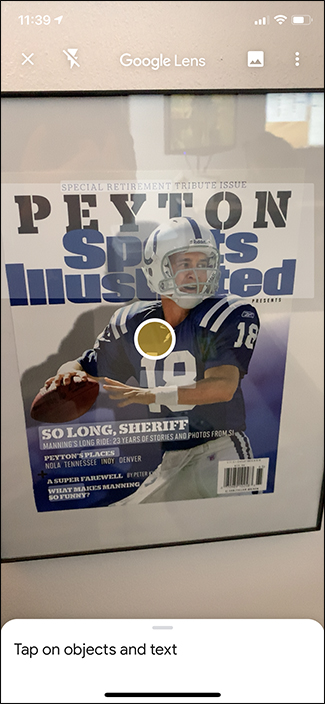 11:39
Google Lens
SPECIAL RETIREMENT TRIBUTE ISSUE
PEYTON
Sports
Illustrated
PRESENTS
18
18
SO LONG, SHERIFF
MANNING'S LONG RIDE: 23 YEARS OF STORIES AND PHOTOS FROM SI
PEYTON'S PLACES
NOLA TENNESSEE INDY DENVER
A SUPER FAREWELL BY PETER
WHAT MAKES MANNING
SO FUNNY?
Tap on objects and text